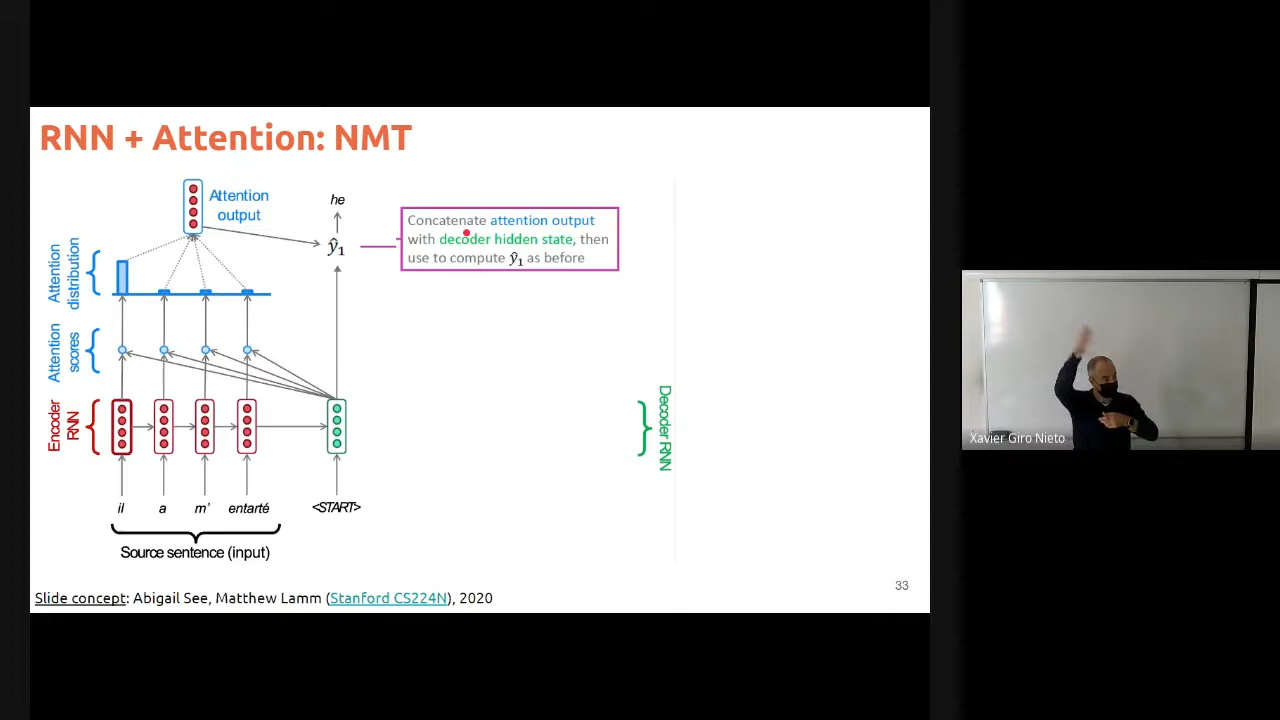 RNN + Attention: NMT
Attention
output
he
ŷ₁
Concatenate attention output
with decoder hidden state, then
use to compute ŷ₁ as before
Attention
distribution
Attention
scores
Encoder
RNN
Decoder RNN
il a m' entarté <START>
Source sentence (input)
33
Slide concept: Abigail See, Matthew Lamm (Stanford CS224N), 2020
Xavier Giro Nieto